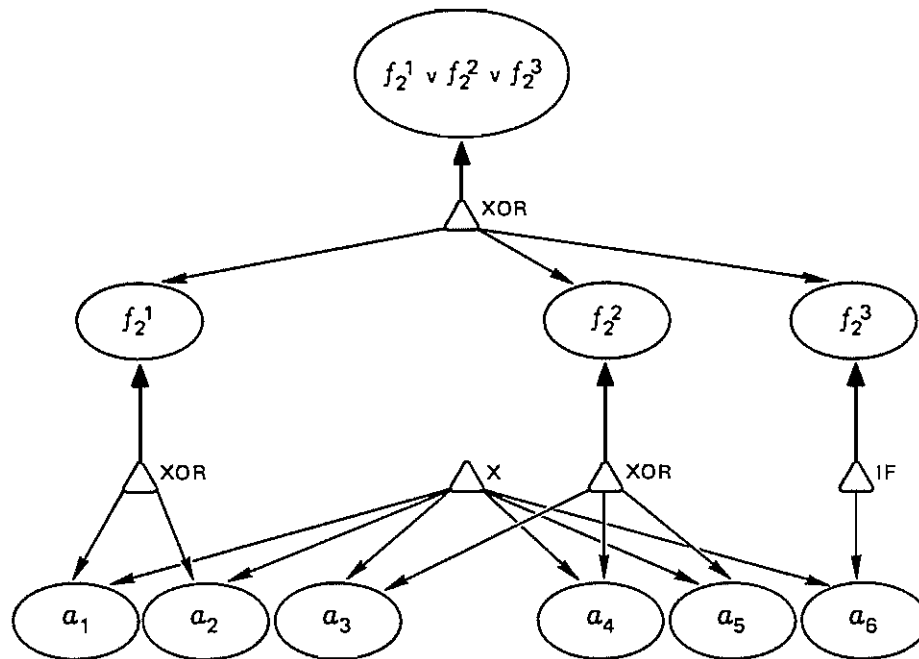 f₂¹ v f₂² v f₂³
XOR
f₂¹ f₂² f₂³
XOR X XOR IF
a₁ a₂ a₃ a₄ a₅ a₆